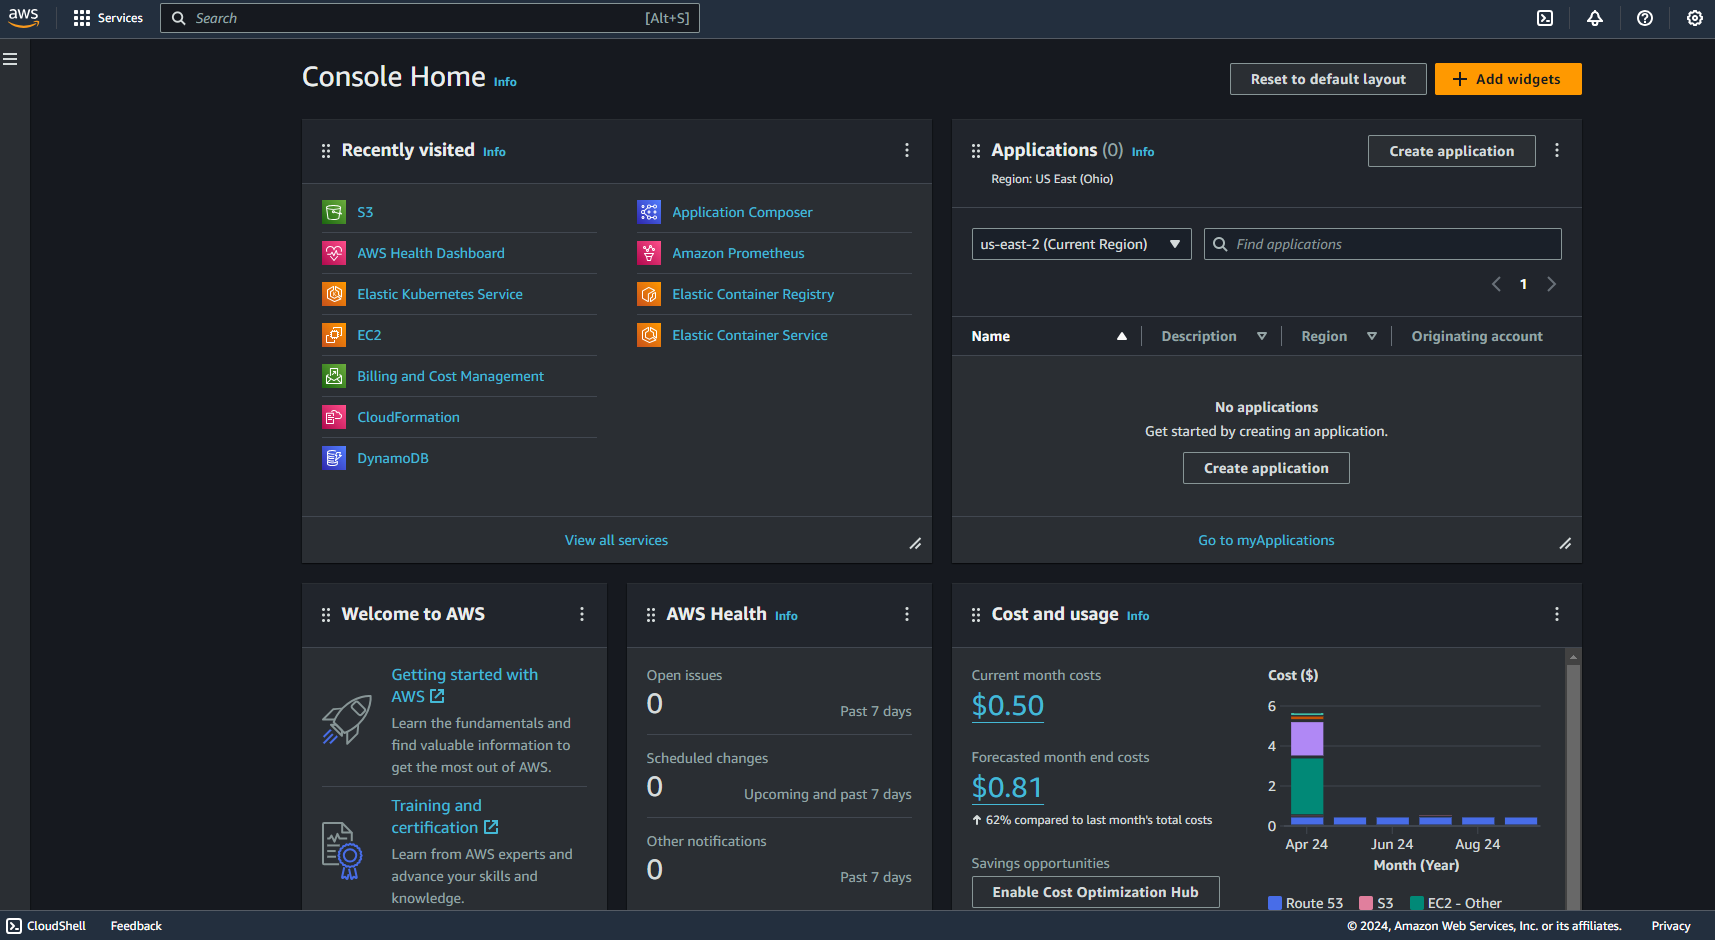 aws
Services
Search
[Alt+S]
Console Home Info
Reset to default layout
Add widgets
Recently visited Info
S3
AWS Health Dashboard
Elastic Kubernetes Service
EC2
Billing and Cost Management
CloudFormation
DynamoDB
Application Composer
Amazon Prometheus
Elastic Container Registry
Elastic Container Service
View all services
Applications (0) Info
Region: US East (Ohio)
Create application
us-east-2 (Current Region)
Find applications
1
Name
Description
Region
Originating account
No applications
Get started by creating an application.
Create application
Go to myApplications
Welcome to AWS
Getting started with
AWS
Learn the fundamentals and
find valuable information to
get the most out of AWS.
Training and
certification
Learn from AWS experts and
advance your skills and
knowledge.
AWS Health Info
Open issues
0
Past 7 days
Scheduled changes
0
Upcoming and past 7 days
Other notifications
0
Past 7 days
Cost and usage Info
Current month costs
$0.50
Forecasted month end costs
$0.81
62% compared to last month's total costs
Savings opportunities
Enable Cost Optimization Hub
Cost ($)
6
4
2
0
Apr 24
Jun 24
Aug 24
Month (Year)
Route 53
S3
EC2 - Other
CloudShell
Feedback
© 2024, Amazon Web Services, Inc. or its affiliates.
Privacy